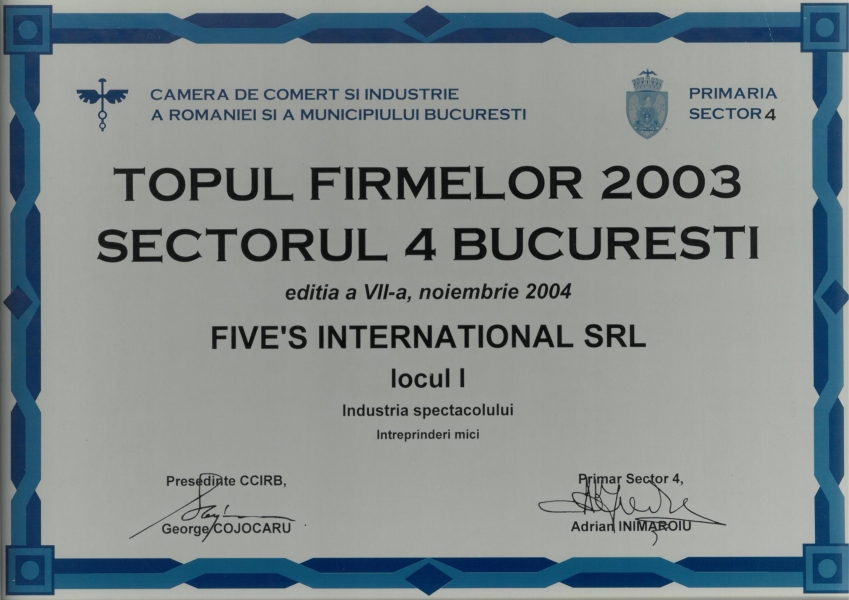 CAMERA DE COMERT SI INDUSTRIE
A ROMANIEI SI A MUNICIPIULUI BUCURESTI
PRIMARIA
SECTOR 4
TOPUL FIRMELOR 2003
SECTORUL 4 BUCURESTI
editia a VII-a, noiembrie 2004
FIVE'S INTERNATIONAL SRL
locul I
Industria spectacolului
Intreprinderi mici
Presedinte CCIRB,
George COJOCARU
Primar Sector 4,
Adrian INIMAROIU